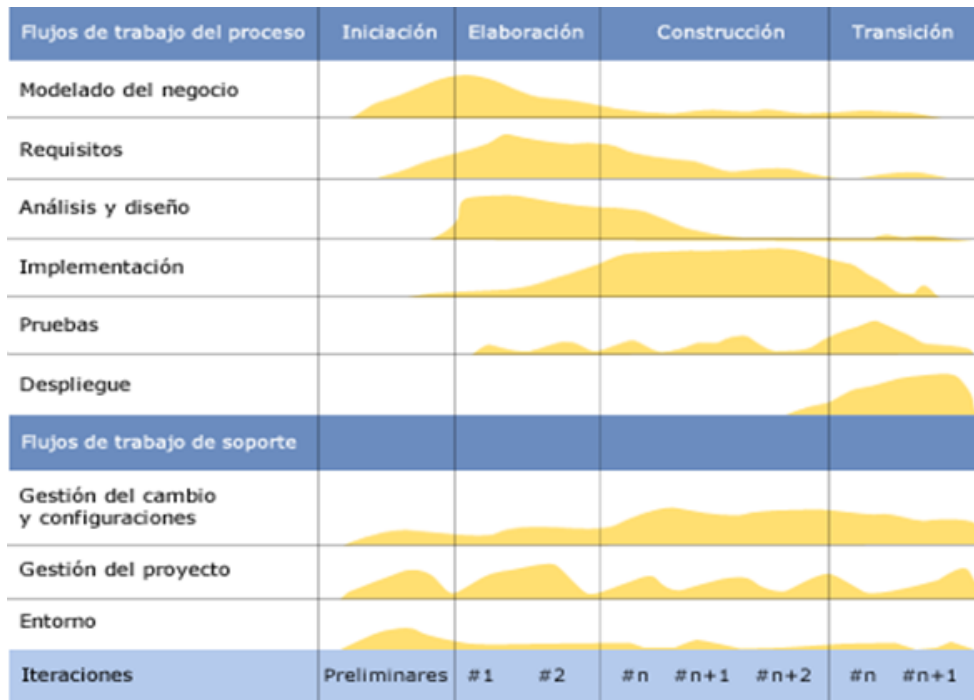 Flujos de trabajo del proceso Iniciación Elaboración Construcción Transición
Modelado del negocio
Requisitos
Análisis y diseño
Implementación
Pruebas
Despliegue
Flujos de trabajo de soporte
Gestión del cambio
y configuraciones
Gestión del proyecto
Entorno
Iteraciones Preliminares #1 #2 #n #n+1 #n+2 #n #n+1